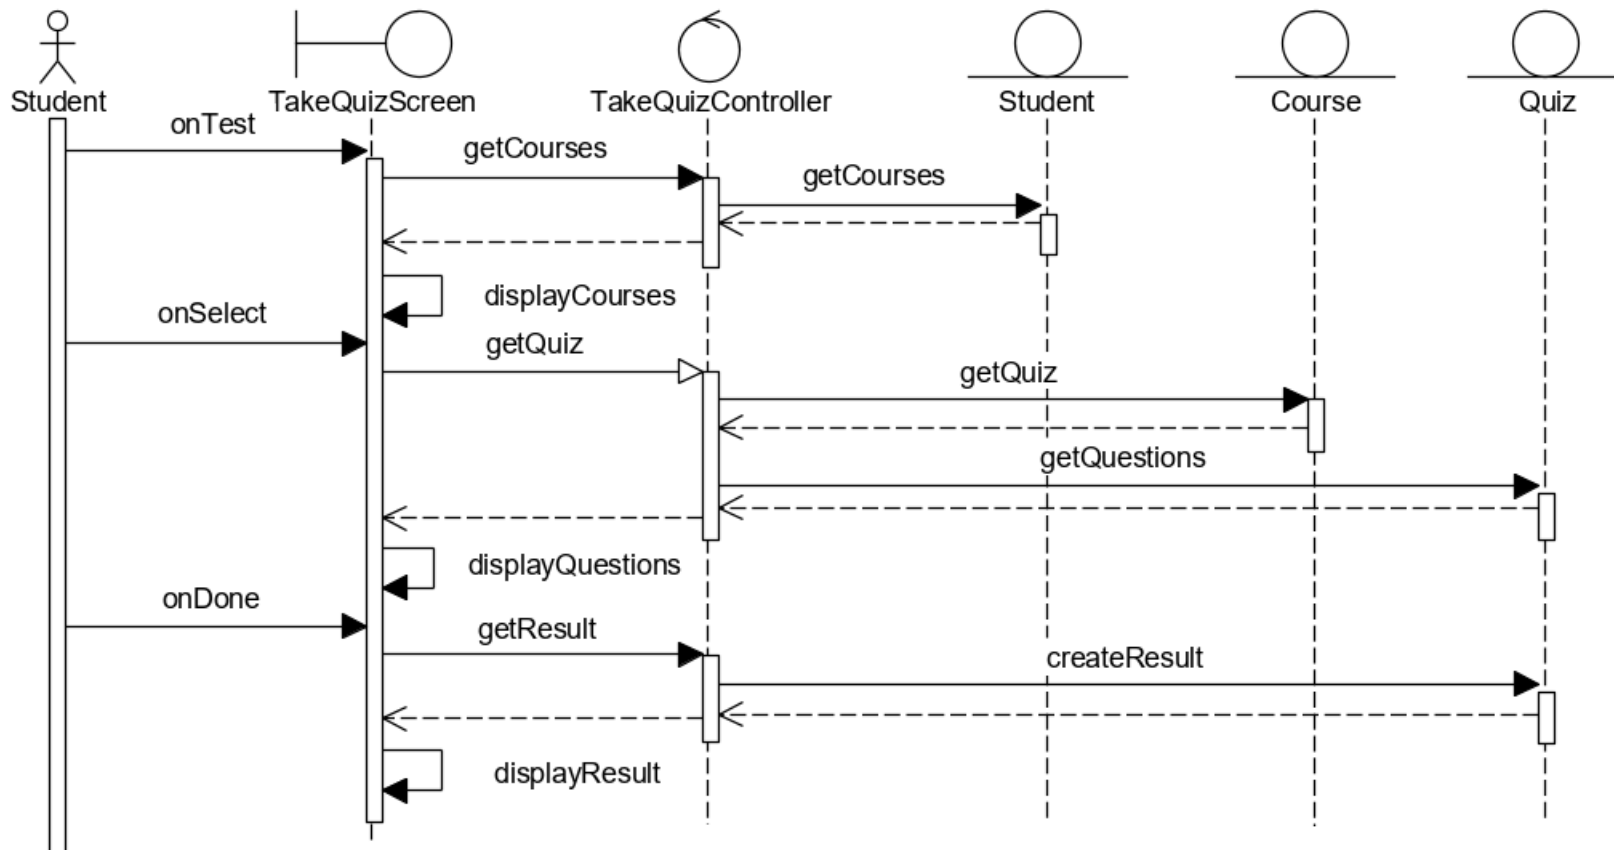 Student
TakeQuizScreen
TakeQuizController
Student
Course
Quiz
onTest
getCourses
getCourses
displayCourses
onSelect
getQuiz
getQuiz
getQuestions
displayQuestions
onDone
getResult
createResult
displayResult